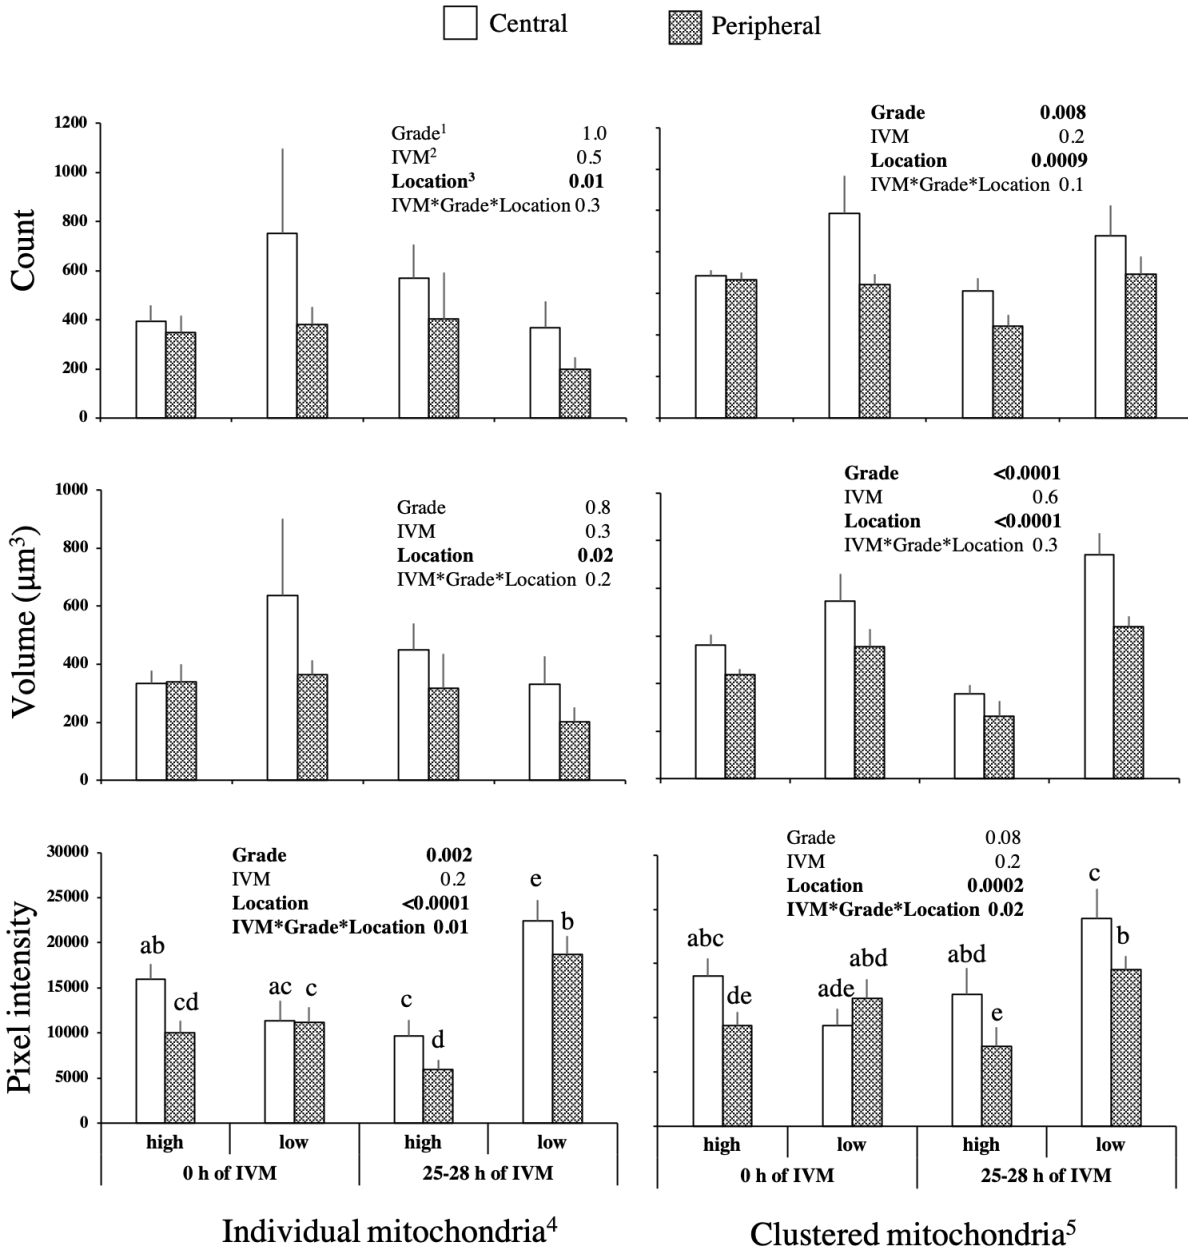 Central Peripheral
Count
1200
1000
800
600
400
200
0
Grade¹ 1.0
IVM² 0.5
Location³ 0.01
IVM*Grade*Location 0.3
Grade 0.008
IVM 0.2
Location 0.0009
IVM*Grade*Location 0.1
Volume (µm³)
1000
800
600
400
200
0
Grade 0.8
IVM 0.3
Location 0.02
IVM*Grade*Location 0.2
Grade <0.0001
IVM 0.6
Location <0.0001
IVM*Grade*Location 0.3
Pixel intensity
30000
25000
20000
15000
10000
5000
0
Grade 0.002
IVM 0.2
Location <0.0001
IVM*Grade*Location 0.01
ab cd ac c c d e b
Grade 0.08
IVM 0.2
Location 0.0002
IVM*Grade*Location 0.02
abc de ade abd abd e c b
high low high low
0 h of IVM 25-28 h of IVM
high low high low
0 h of IVM 25-28 h of IVM
Individual mitochondria⁴ Clustered mitochondria⁵